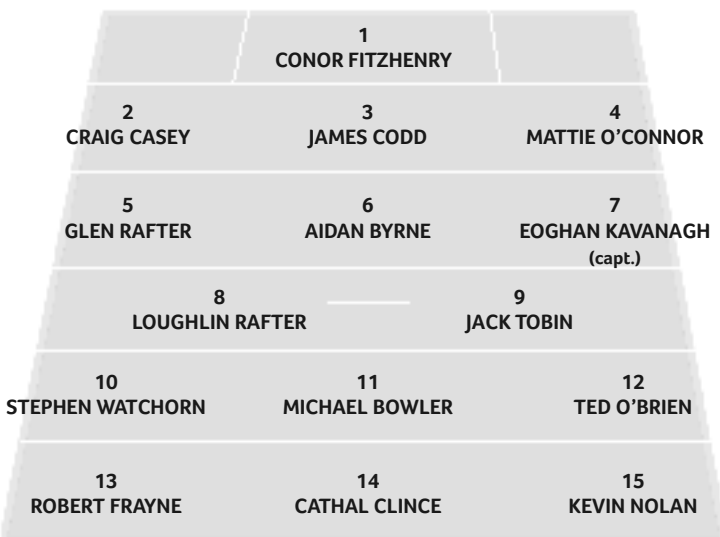 1
CONOR FITZHENRY
2
CRAIG CASEY
3
JAMES CODD
4
MATTIE O’CONNOR
5
GLEN RAFTER
6
AIDAN BYRNE
7
EOGHAN KAVANAGH
(capt.)
8
LOUGHLIN RAFTER
9
JACK TOBIN
10
STEPHEN WATCHORN
11
MICHAEL BOWLER
12
TED O’BRIEN
13
ROBERT FRAYNE
14
CATHAL CLINCE
15
KEVIN NOLAN